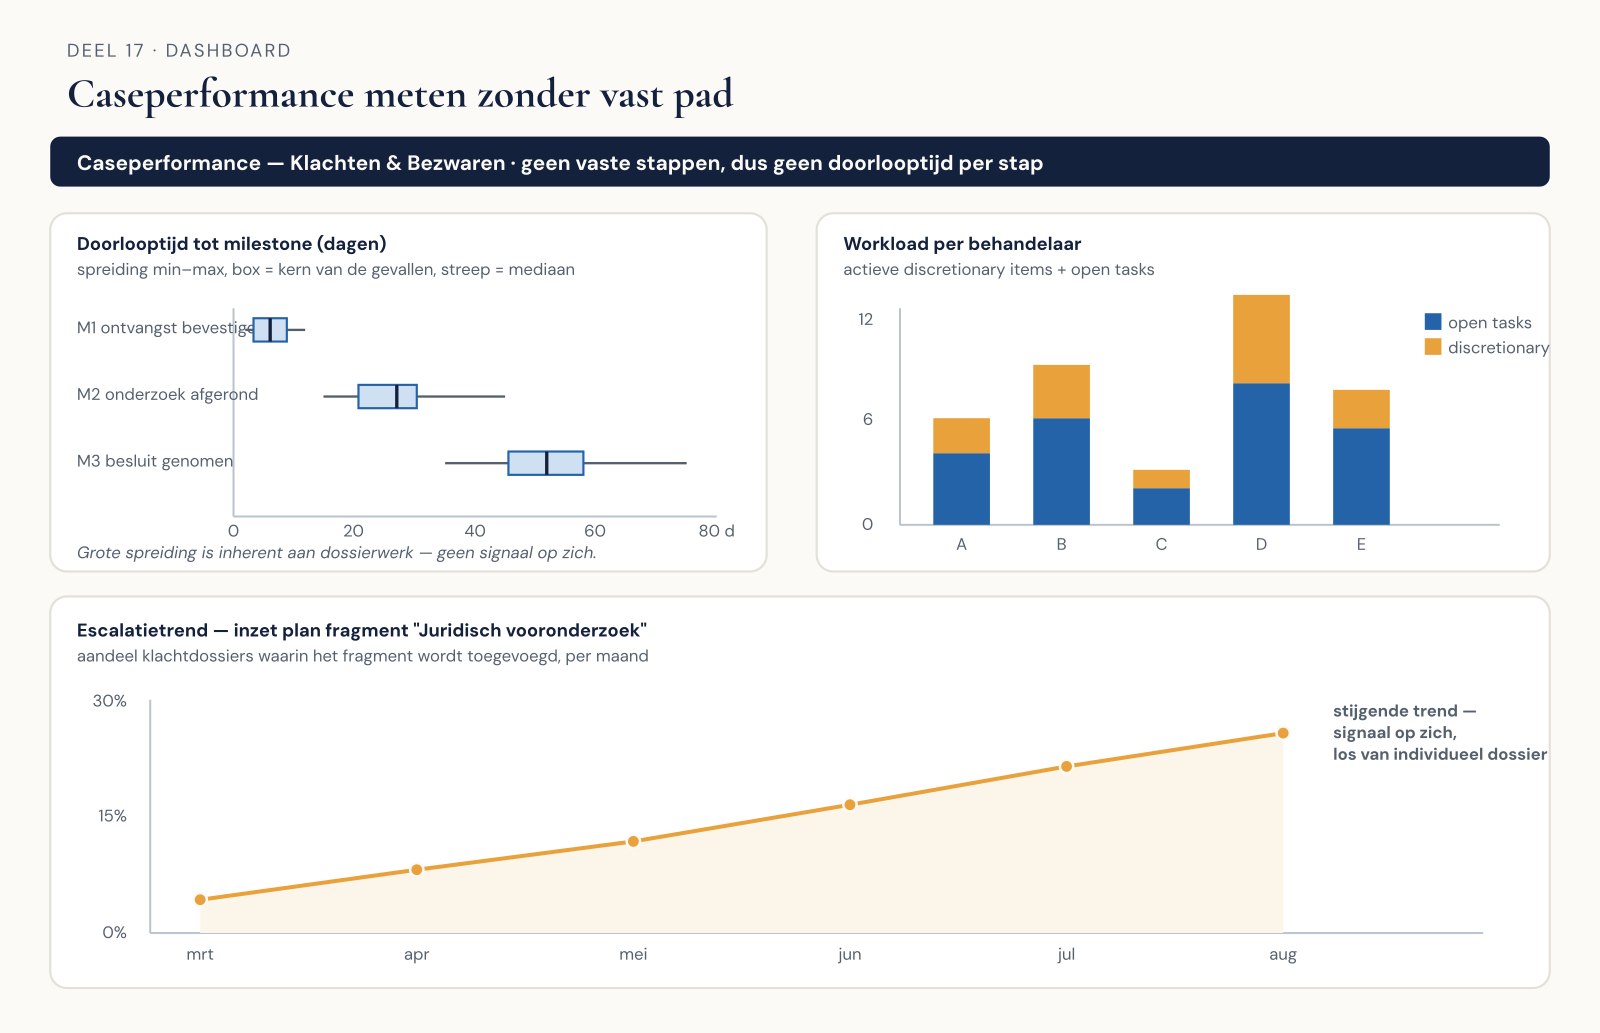 DEEL 17 · DASHBOARD
Caseperformance meten zonder vast pad
Caseperformance — Klachten & Bezwaren · geen vaste stappen, dus geen doorlooptijd per stap
Doorlooptijd tot milestone (dagen)
spreiding min–max, box = kern van de gevallen, streep = mediaan
M1 ontvangst bevestigd
M2 onderzoek afgerond
M3 besluit genomen
0 20 40 60 80 d
Grote spreiding is inherent aan dossierwerk — geen signaal op zich.
Workload per behandelaar
actieve discretionary items + open tasks
12
6
0
A B C D E
open tasks
discretionary
Escalatietrend — inzet plan fragment "Juridisch vooronderzoek"
aandeel klachtdossiers waarin het fragment wordt toegevoegd, per maand
30%
15%
0%
mrt apr mei jun jul aug
stijgende trend —
signaal op zich,
los van individueel dossier